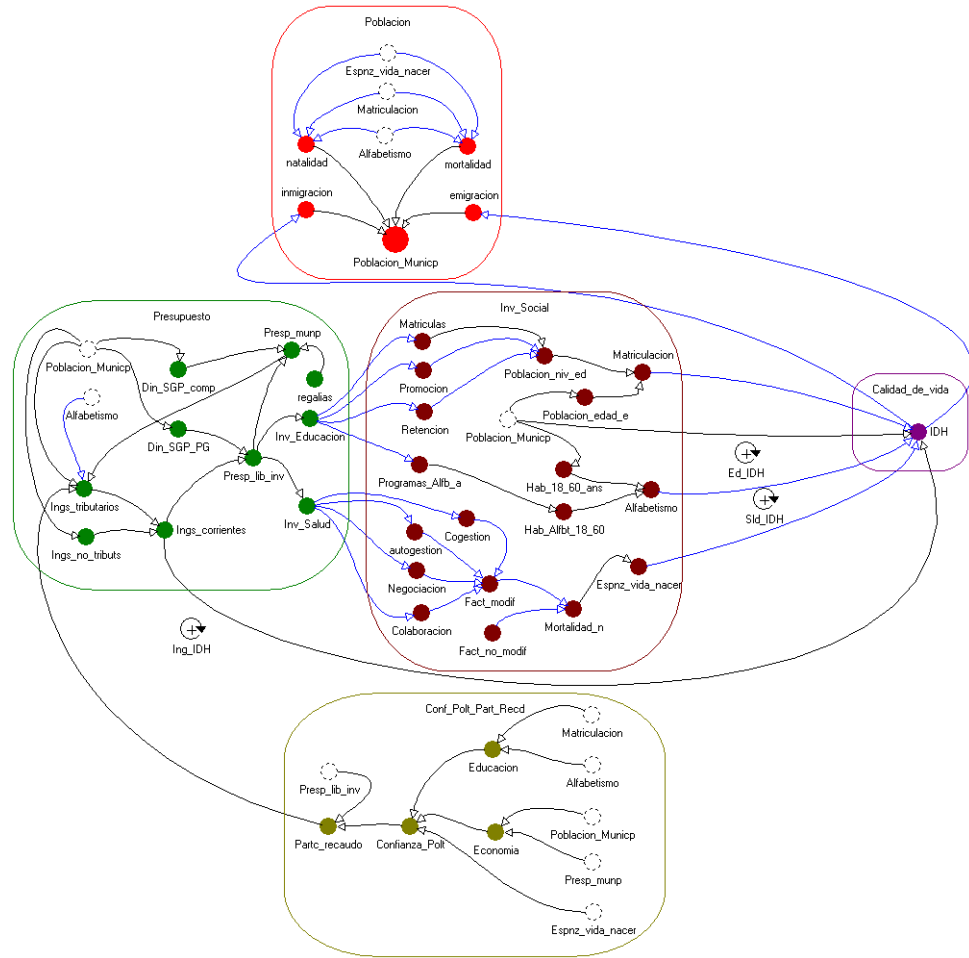 Poblacion
Espnz_vida_nacer
Matriculacion
Alfabetismo
natalidad
mortalidad
inmigracion
emigracion
Poblacion_Municp
Presupuesto
Presp_munp
Poblacion_Municp
Din_SGP_comp
regalias
Alfabetismo
Inv_Educacion
Din_SGP_PG
Presp_lib_inv
Ings_tributarios
Inv_Salud
Ings_corrientes
Ings_no_tributs
Ing_IDH
Inv_Social
Matriculas
Matriculacion
Poblacion_niv_ed
Promocion
Poblacion_edad_e
Retencion
Poblacion_Municp
Programas_Alfb_a
Hab_18_60_ans
Alfabetismo
Hab_Alfbt_18_60
Cogestion
autogestion
Espnz_vida_nacer
Negociacion
Fact_modif
Mortalidad_n
Colaboracion
Fact_no_modif
Calidad_de_vida
IDH
Ed_IDH
Sld_IDH
Conf_Polt_Part_Recd
Matriculacion
Educacion
Alfabetismo
Presp_lib_inv
Poblacion_Municp
Partc_recaudo
Confianza_Polt
Economia
Presp_munp
Espnz_vida_nacer